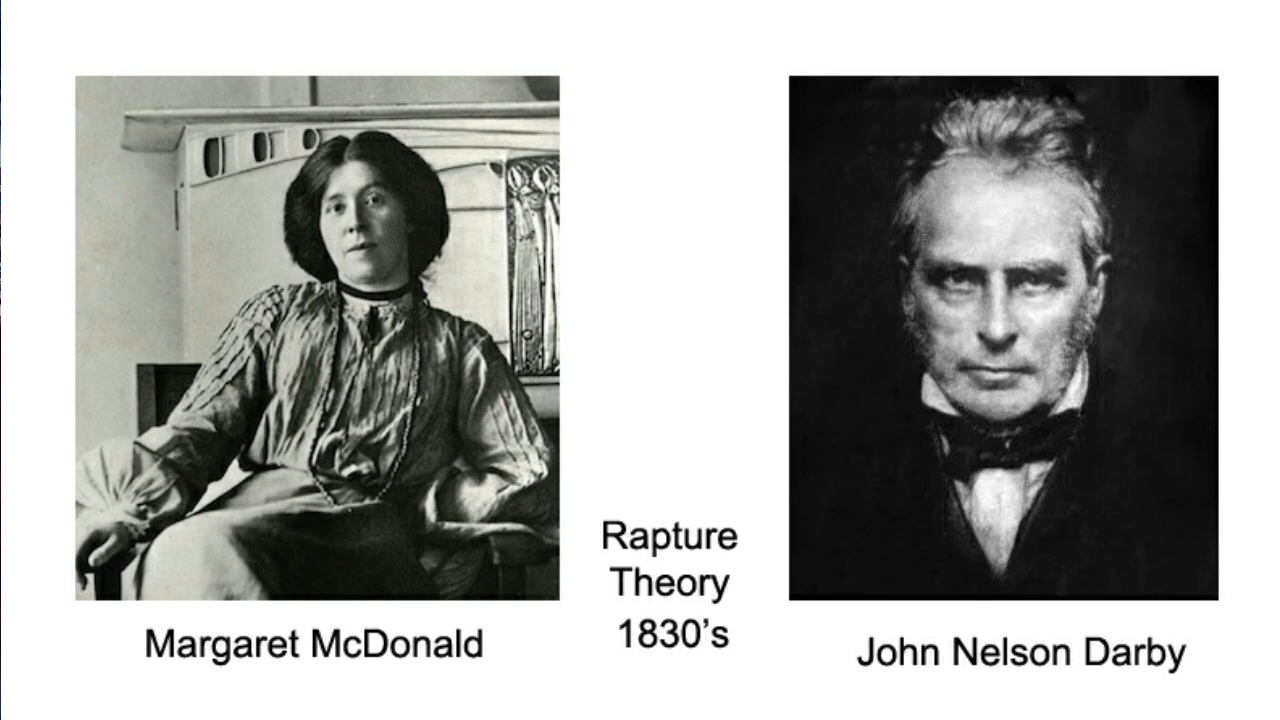 Rapture
Theory
1830's
Margaret McDonald
John Nelson Darby